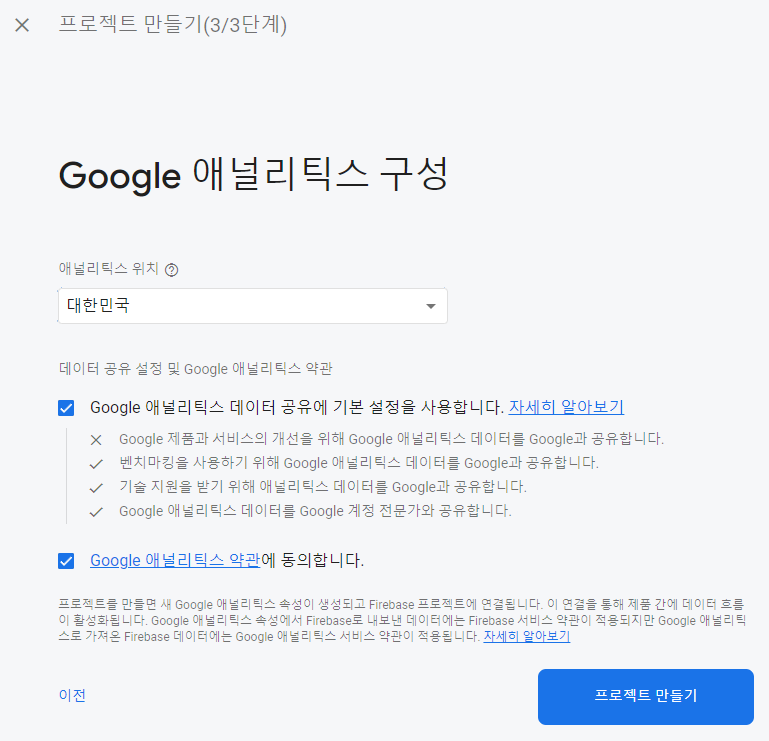 프로젝트 만들기(3/3단계)
Google 애널리틱스 구성
애널리틱스 위치
대한민국
데이터 공유 설정 및 Google 애널리틱스 약관
Google 애널리틱스 데이터 공유에 기본 설정을 사용합니다. 자세히 알아보기
Google 제품과 서비스의 개선을 위해 Google 애널리틱스 데이터를 Google과 공유합니다.
벤치마킹을 사용하기 위해 Google 애널리틱스 데이터를 Google과 공유합니다.
기술 지원을 받기 위해 애널리틱스 데이터를 Google과 공유합니다.
Google 애널리틱스 데이터를 Google 계정 전문가와 공유합니다.
Google 애널리틱스 약관에 동의합니다.
프로젝트를 만들면 새 Google 애널리틱스 속성이 생성되고 Firebase 프로젝트에 연결됩니다. 이 연결을 통해 제품 간에 데이터 흐름
이 활성화됩니다. Google 애널리틱스 속성에서 Firebase로 내보낸 데이터에는 Firebase 서비스 약관이 적용되지만 Google 애널리틱
스로 가져온 Firebase 데이터에는 Google 애널리틱스 서비스 약관이 적용됩니다. 자세히 알아보기
이전
프로젝트 만들기